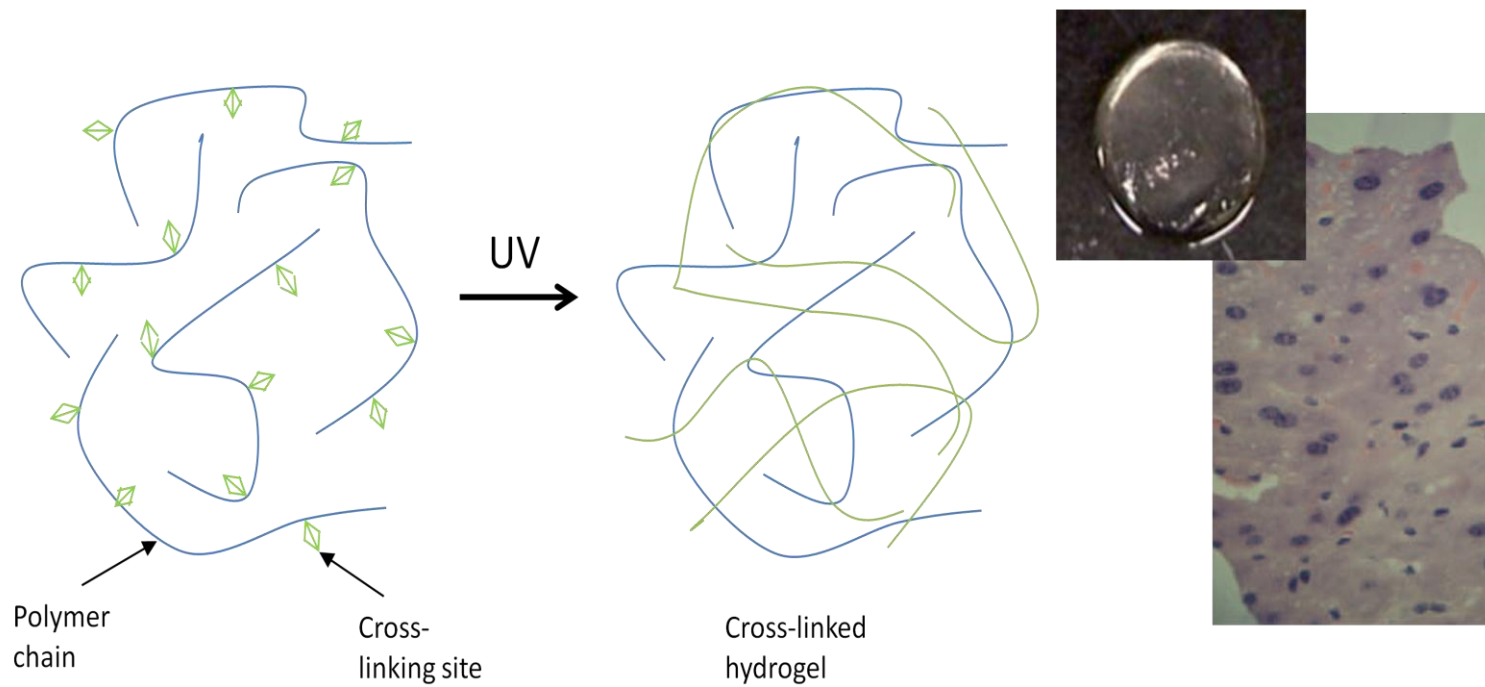 UV
Polymer
chain
Cross-
linking site
Cross-linked
hydrogel